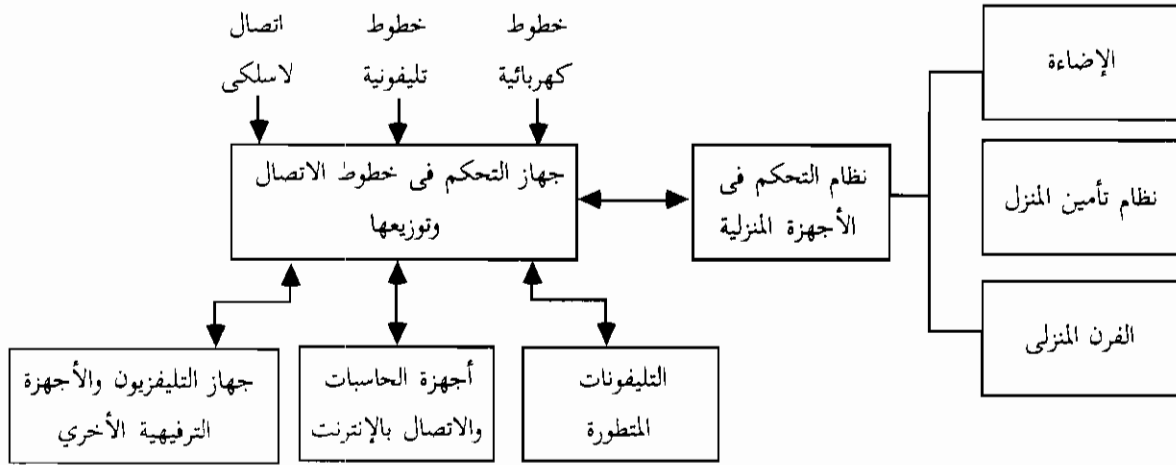 خطوط
كهربائية
خطوط
تليفونية
اتصال
لاسلكى
الإضاءة
نظام تأمين المنزل
الفرن المنزلى
نظام التحكم فى
الأجهزة المنزلية
جهاز التحكم فى خطوط الاتصال
وتوزيعها
التليفونات
المتطورة
أجهزة الحاسبات
والاتصال بالإنترنت
جهاز التليفزيون والأجهزة
الترفيهية الأخري